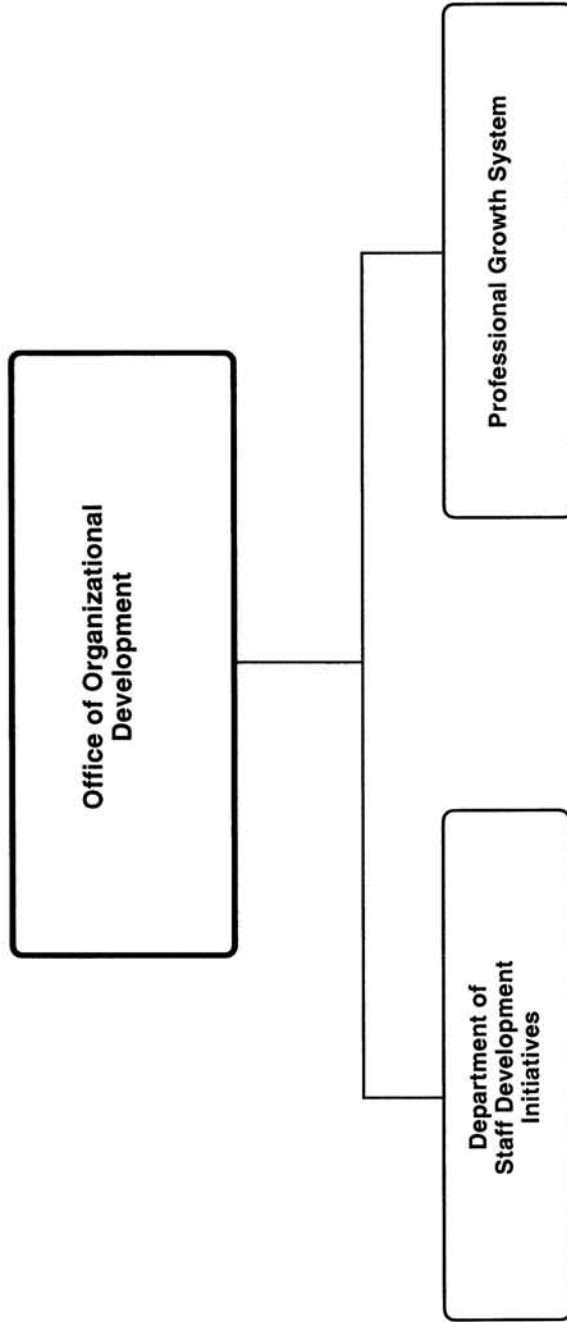 Office of Organizational
Development
Department of
Staff Development
Initiatives
Professional Growth System